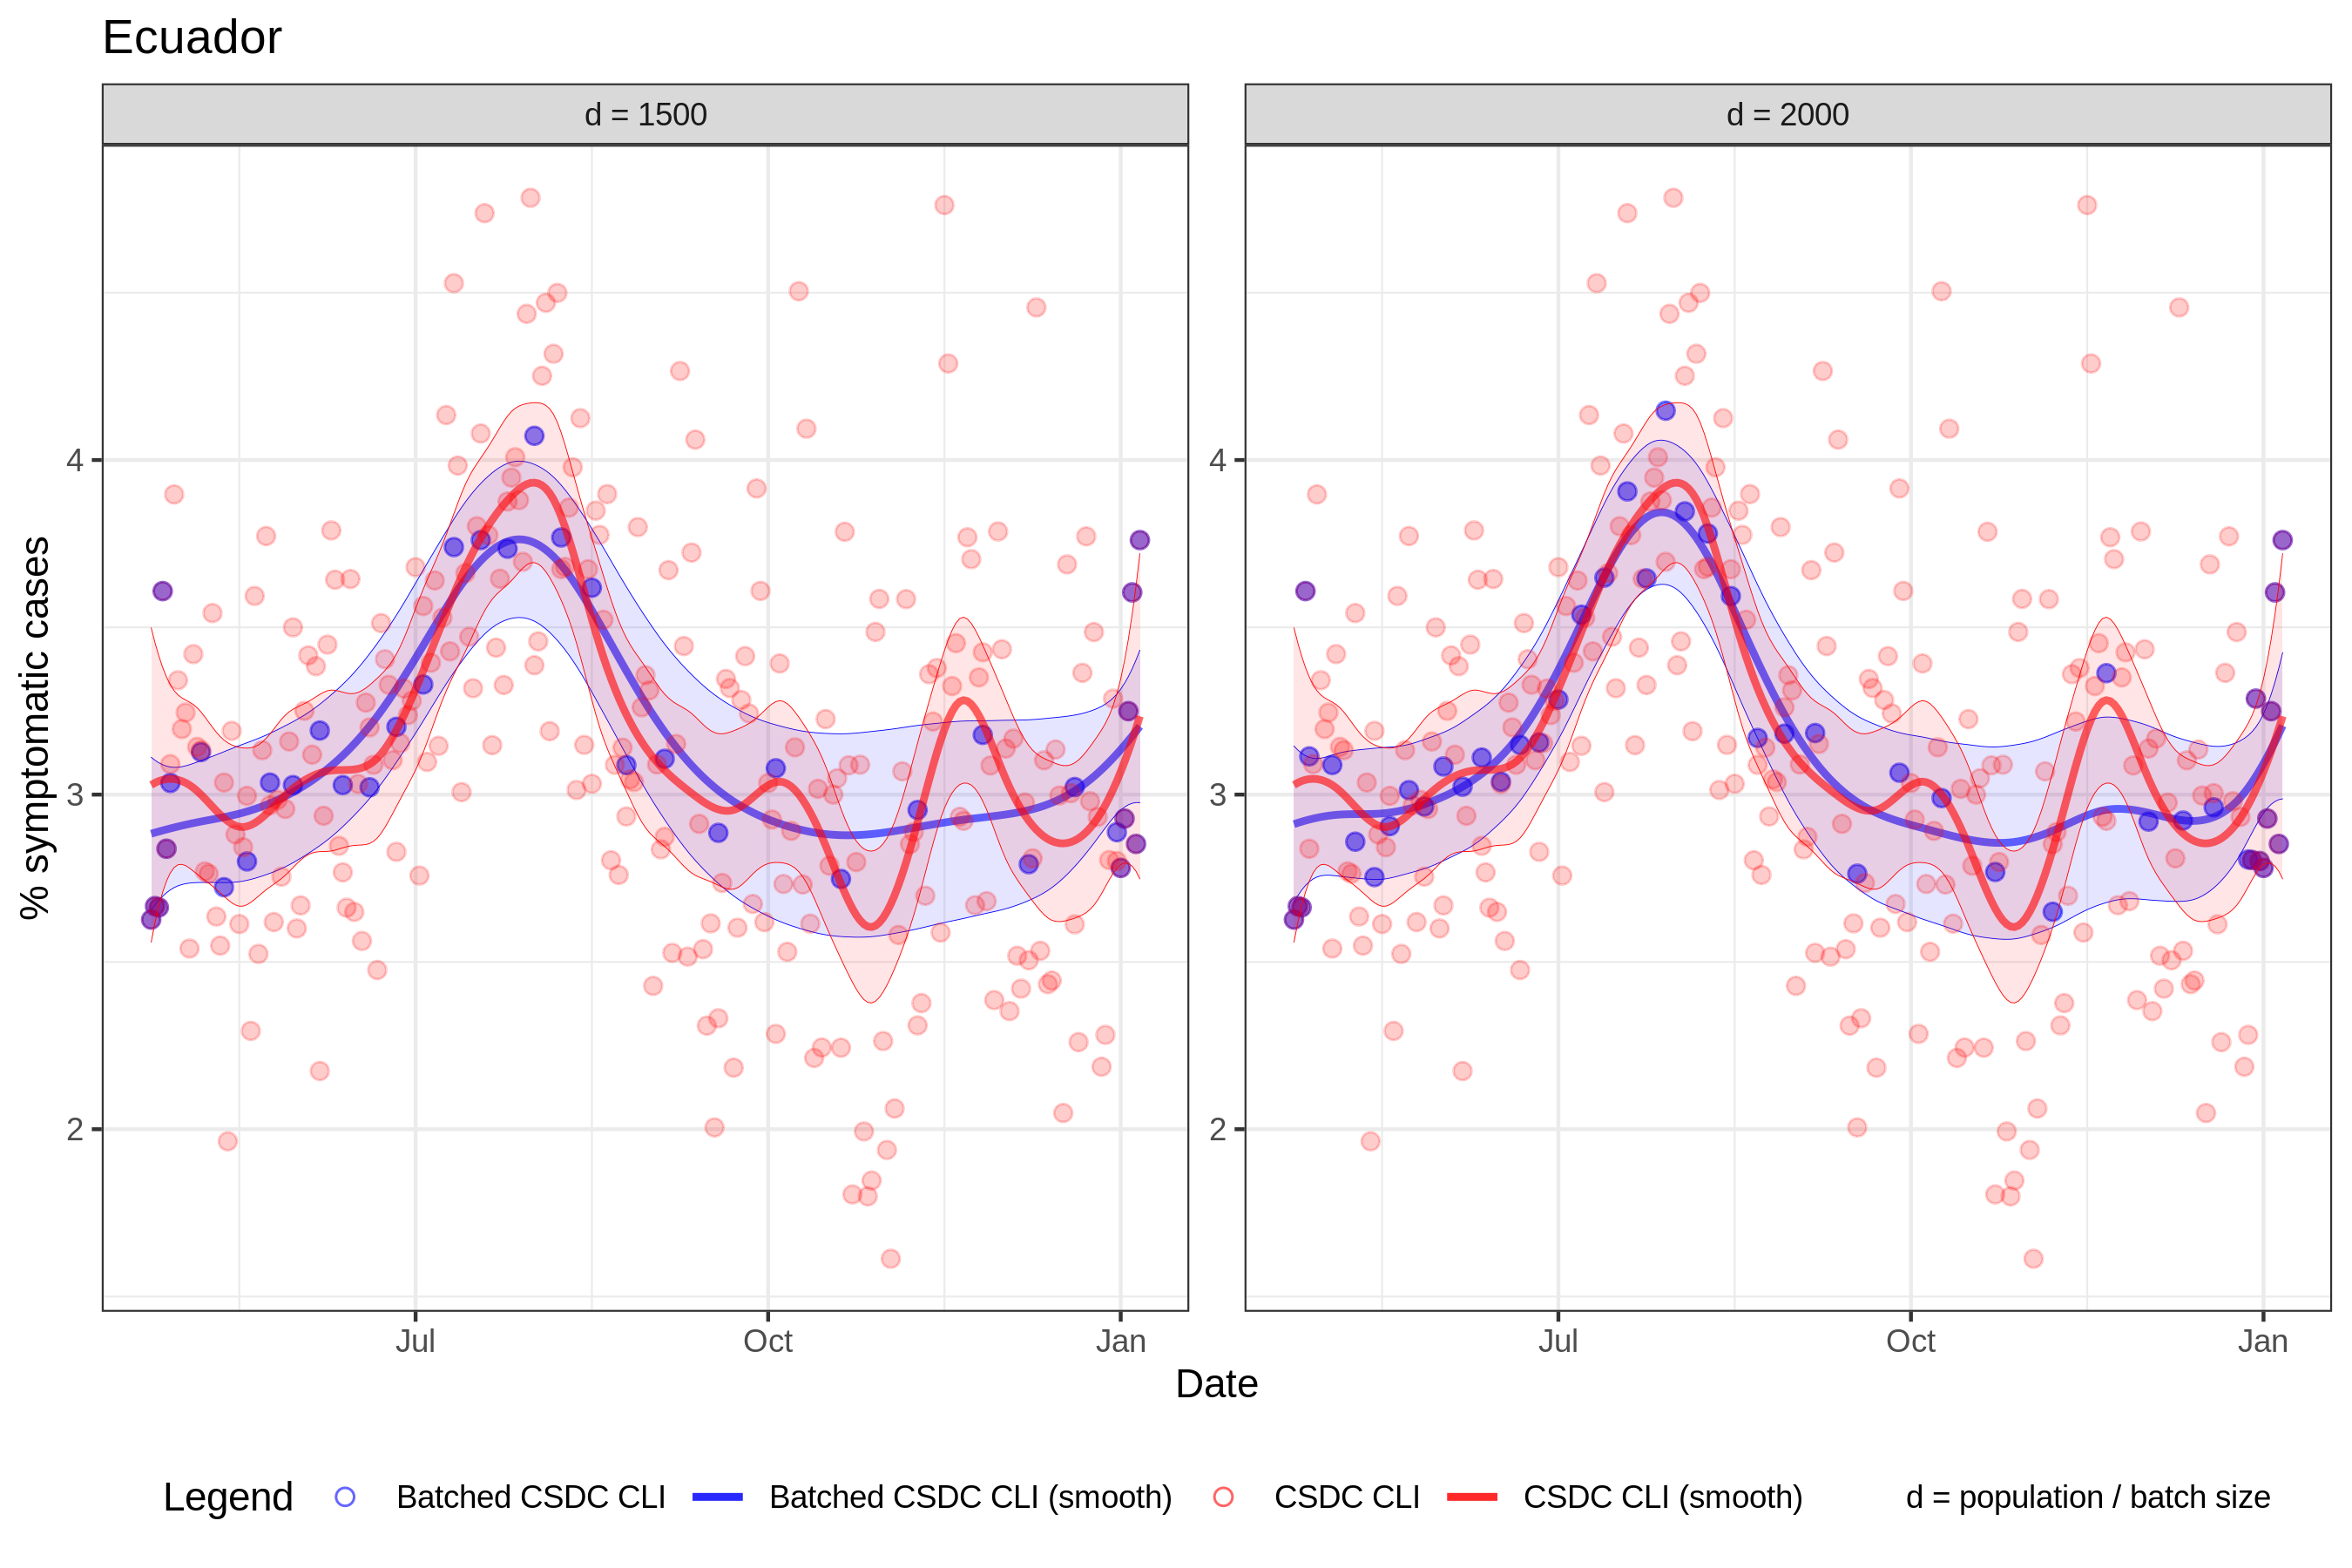 Ecuador
d = 1500
d = 2000
% symptomatic cases
4
3
2
4
3
2
Jul
Oct
Jan
Jul
Oct
Jan
Date
Legend
Batched CSDC CLI
Batched CSDC CLI (smooth)
CSDC CLI
CSDC CLI (smooth)
d = population / batch size